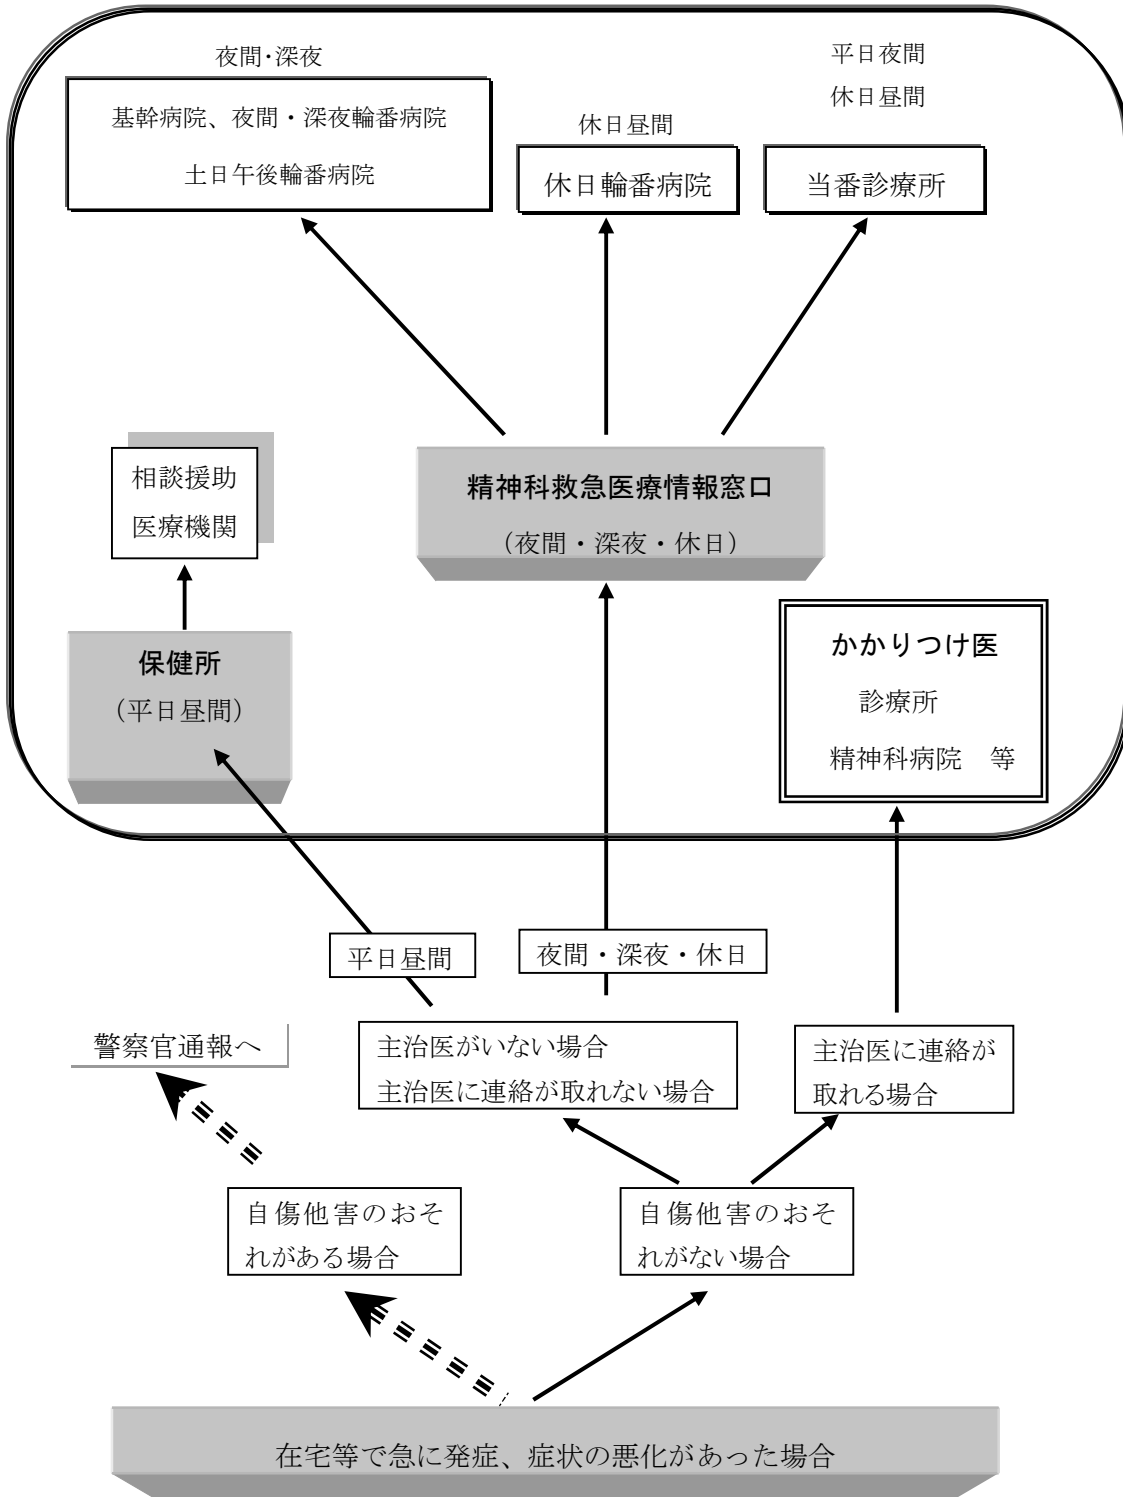 夜間・深夜
基幹病院、夜間・深夜輪番病院
土日午後輪番病院
休日昼間
休日輪番病院
平日夜間
休日昼間
当番診療所
相談援助
医療機関
精神科救急医療情報窓口
（夜間・深夜・休日）
保健所
（平日昼間）
かかりつけ医
診療所
精神科病院　等
平日昼間
夜間・深夜・休日
警察官通報へ
主治医がいない場合
主治医に連絡が取れない場合
主治医に連絡が
取れる場合
自傷他害のおそ
れがある場合
自傷他害のおそ
れがない場合
在宅等で急に発症、症状の悪化があった場合